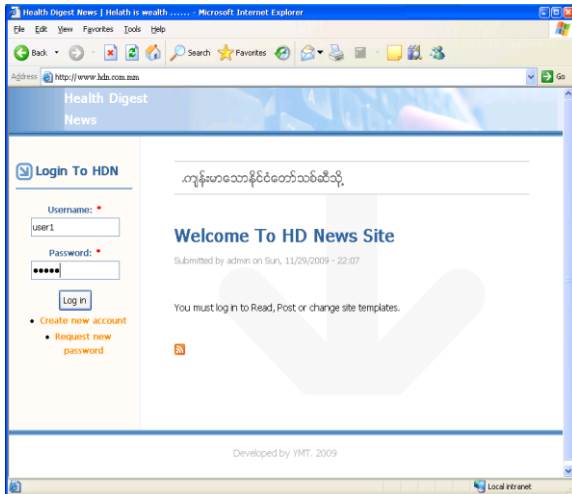 Health Digest News | Helath is wealth ...... - Microsoft Internet Explorer
File Edit View Favorites Tools Help
Back Search Favorites
Address http://www.hdn.com.mm Go
Health Digest
News
Login To HDN
Username: *
user1
Password: *
•••••
Log in
Create new account
Request new
password
.ကျန်းမာသောနိုင်ငံတော်သစ်ဆီသို့
Welcome To HD News Site
Submitted by admin on Sun, 11/29/2009 - 22:07
You must log in to Read, Post or change site templates.
Developed by YMT. 2009
Local intranet